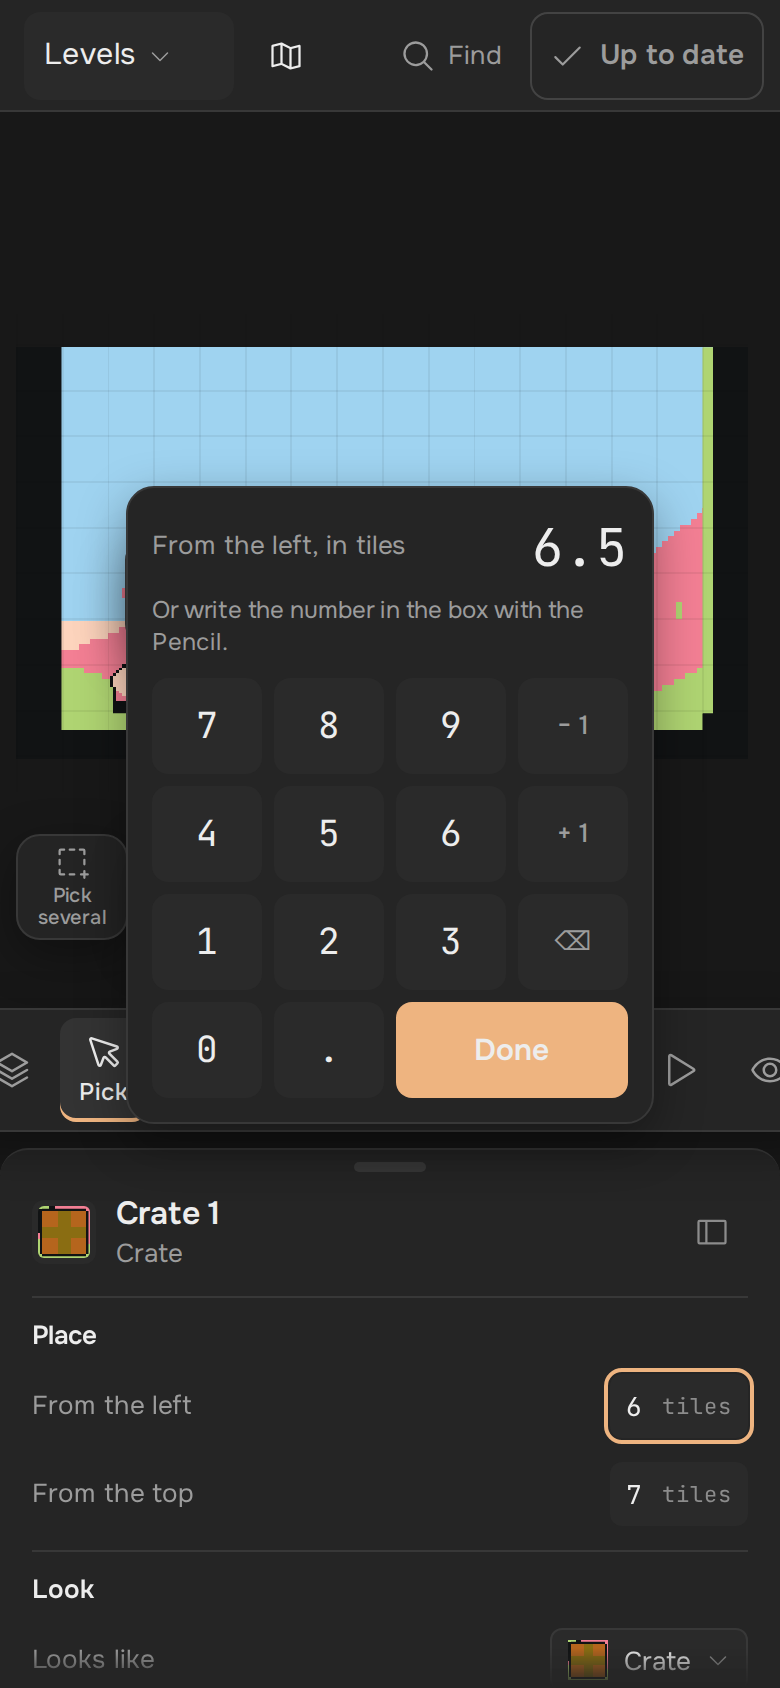 Levels
Find
Up to date
From the left, in tiles
6.5
Or write the number in the box with the
Pencil.
7 8 9 − 1
4 5 6 + 1
1 2 3 ⌫
0 . Done
Pick
several
Pick
Crate 1
Crate
Place
From the left
6 tiles
From the top
7 tiles
Look
Looks like
Crate